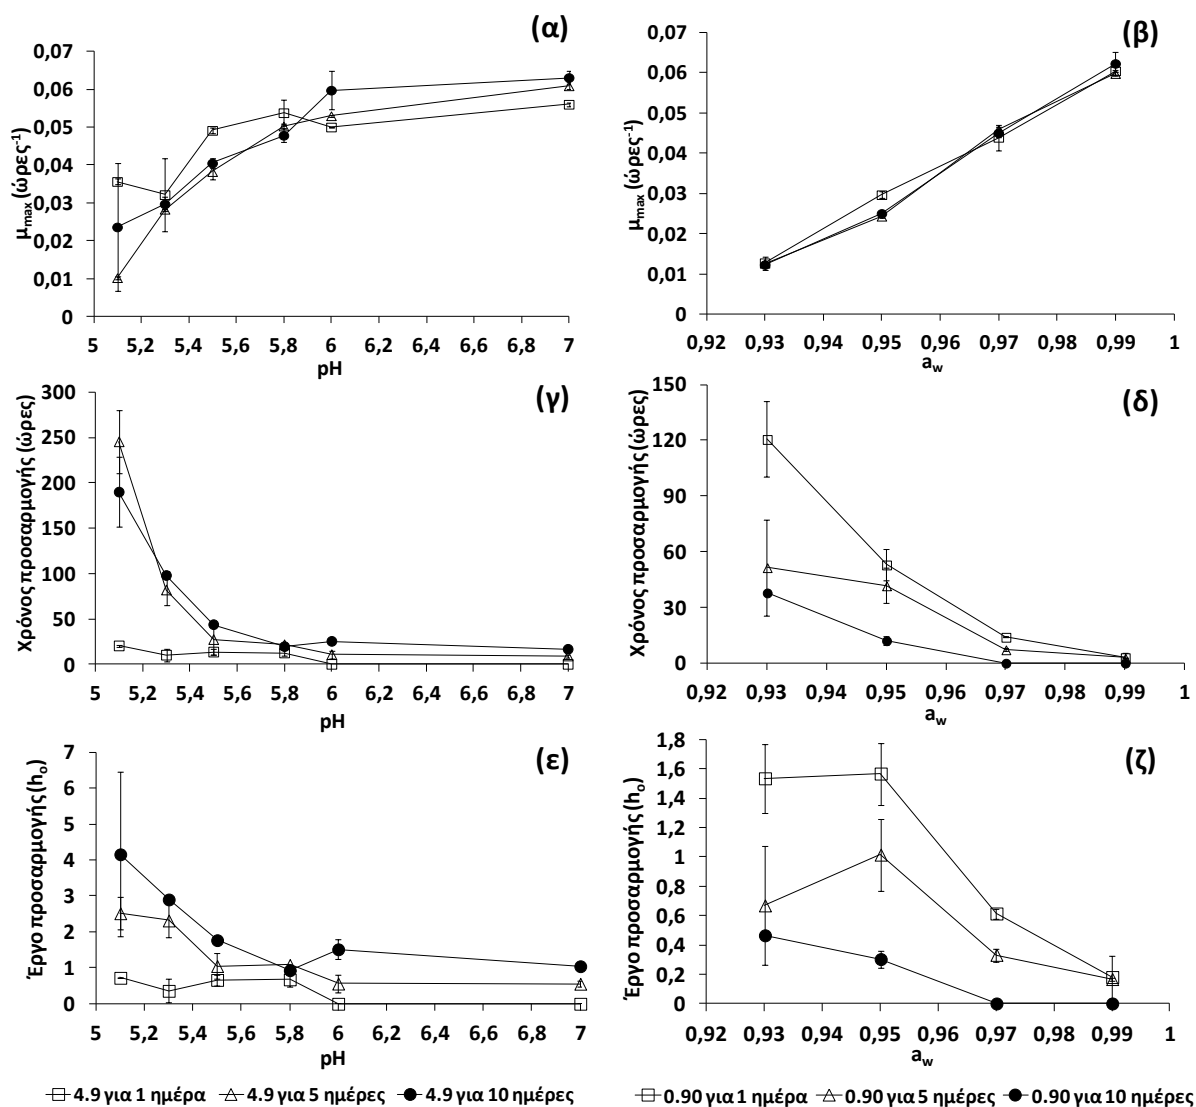 (α)
0,07
0,06
0,05
0,04
0,03
0,02
0,01
0
μmax (ώρες-1)
5 5,2 5,4 5,6 5,8 6 6,2 6,4 6,6 6,8 7
pH
(β)
0,07
0,06
0,05
0,04
0,03
0,02
0,01
0
μmax (ώρες-1)
0,92 0,93 0,94 0,95 0,96 0,97 0,98 0,99 1
aw
(γ)
300
250
200
150
100
50
0
Χρόνος προσαρμογής (ώρες)
5 5,2 5,4 5,6 5,8 6 6,2 6,4 6,6 6,8 7
pH
(δ)
150
120
90
60
30
0
Χρόνος προσαρμογής (ώρες)
0,92 0,93 0,94 0,95 0,96 0,97 0,98 0,99 1
aw
(ε)
7
6
5
4
3
2
1
0
Έργο προσαρμογής (ho)
5 5,2 5,4 5,6 5,8 6 6,2 6,4 6,6 6,8 7
pH
(ζ)
1,8
1,6
1,4
1,2
1
0,8
0,6
0,4
0,2
0
Έργο προσαρμογής (ho)
0,92 0,93 0,94 0,95 0,96 0,97 0,98 0,99 1
aw
4.9 για 1 ημέρα 4.9 για 5 ημέρες 4.9 για 10 ημέρες
0.90 για 1 ημέρα 0.90 για 5 ημέρες 0.90 για 10 ημέρες